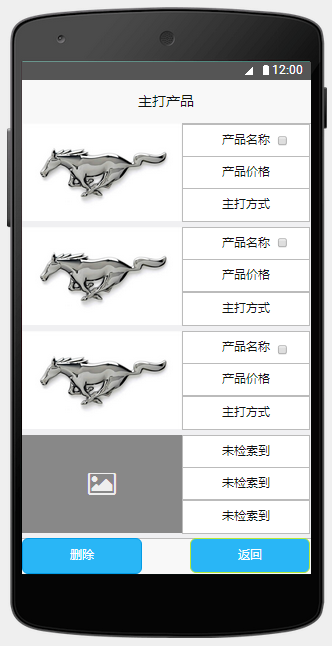 12:00
主打产品
产品名称
产品价格
主打方式
产品名称
产品价格
主打方式
产品名称
产品价格
主打方式
未检索到
未检索到
未检索到
删除
返回